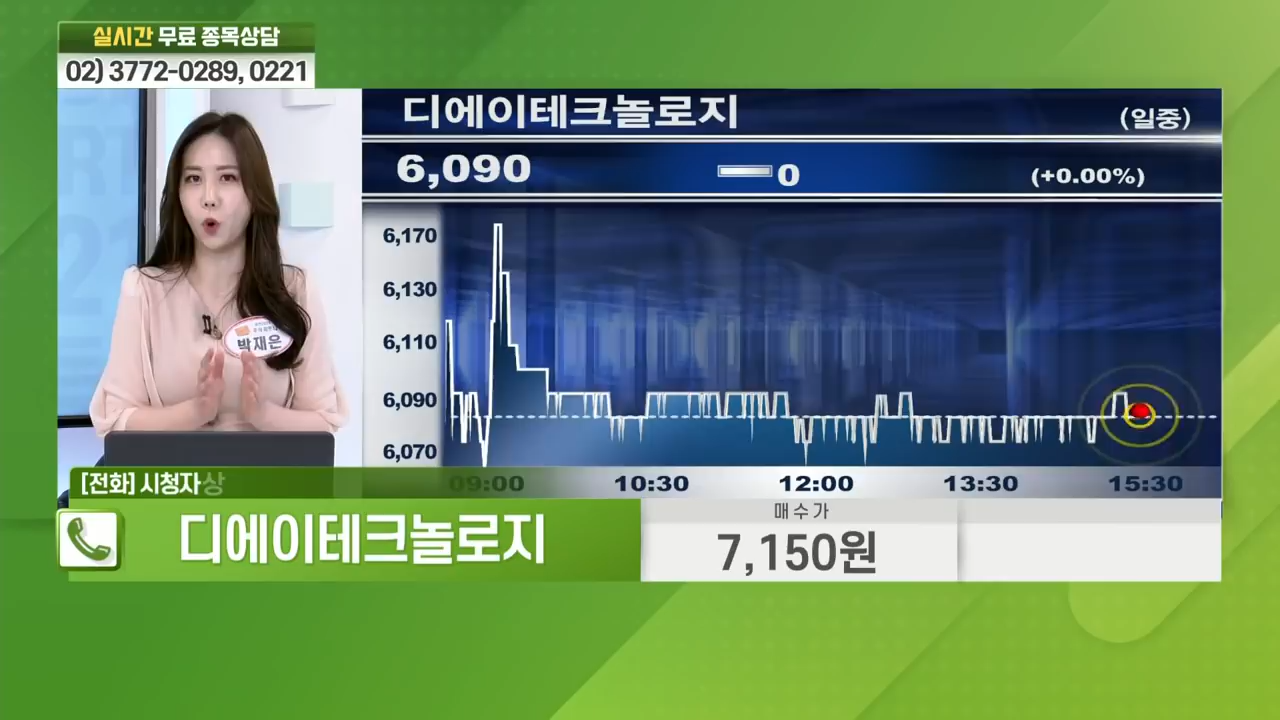 실시간 무료 종목상담
02) 3772-0289, 0221
디에이테크놀로지
(일중)
6,090
0
(+0.00%)
6,170
6,130
6,110
6,090
6,070
09:00
10:30
12:00
13:30
15:30
박재은
[전화] 시청자상
디에이테크놀로지
매수가
7,150원